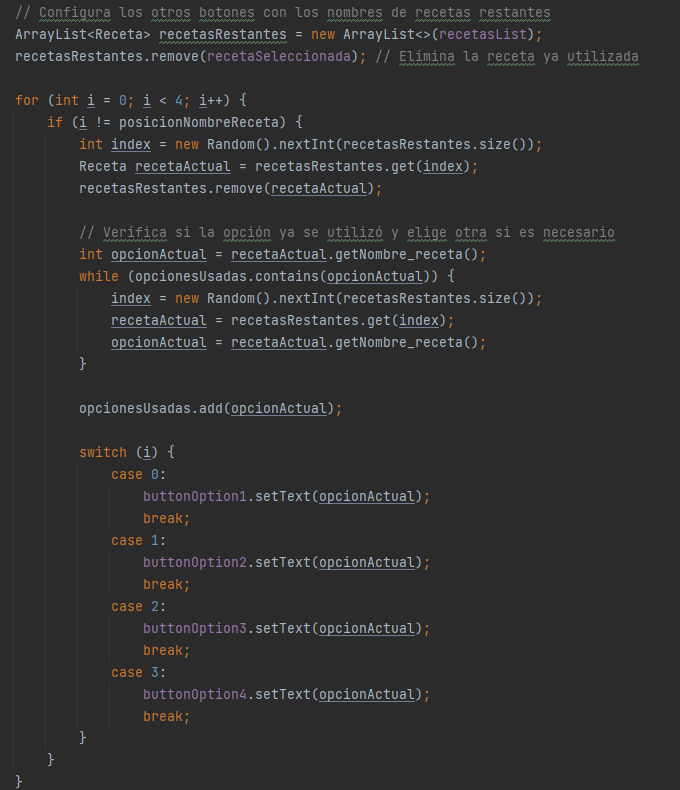 // Configura los otros botones con los nombres de recetas restantes
ArrayList<Receta> recetasRestantes = new ArrayList<>(recetasList);
recetasRestantes.remove(recetaSeleccionada); // Elimina la receta ya utilizada
for (int i = 0; i < 4; i++) {
if (i != posicionNombreReceta) {
int index = new Random().nextInt(recetasRestantes.size());
Receta recetaActual = recetasRestantes.get(index);
recetasRestantes.remove(recetaActual);
// Verifica si la opción ya se utilizó y elige otra si es necesario
int opcionActual = recetaActual.getNombre_receta();
while (opcionesUsadas.contains(opcionActual)) {
index = new Random().nextInt(recetasRestantes.size());
recetaActual = recetasRestantes.get(index);
opcionActual = recetaActual.getNombre_receta();
}
opcionesUsadas.add(opcionActual);
switch (i) {
case 0:
buttonOption1.setText(opcionActual);
break;
case 1:
buttonOption2.setText(opcionActual);
break;
case 2:
buttonOption3.setText(opcionActual);
break;
case 3:
buttonOption4.setText(opcionActual);
break;
}
}
}